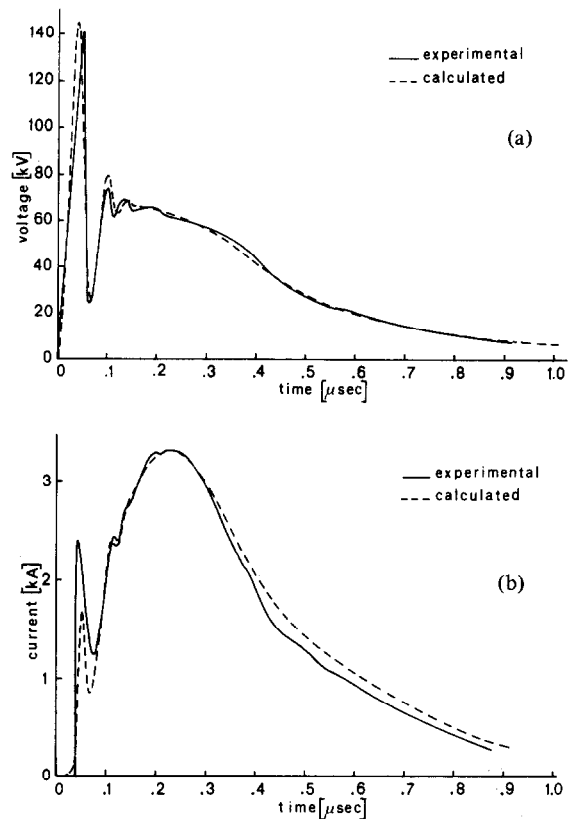 140
120
100
80
60
40
20
0
voltage [kV]
experimental
calculated
(a)
0 .1 .2 .3 .4 .5 .6 .7 .8 .9 1.0
time [μsec]
3
2
1
0
current [kA]
experimental
calculated
(b)
0 .1 .2 .3 .4 .5 .6 .7 .8 .9 1.0
time[μsec]